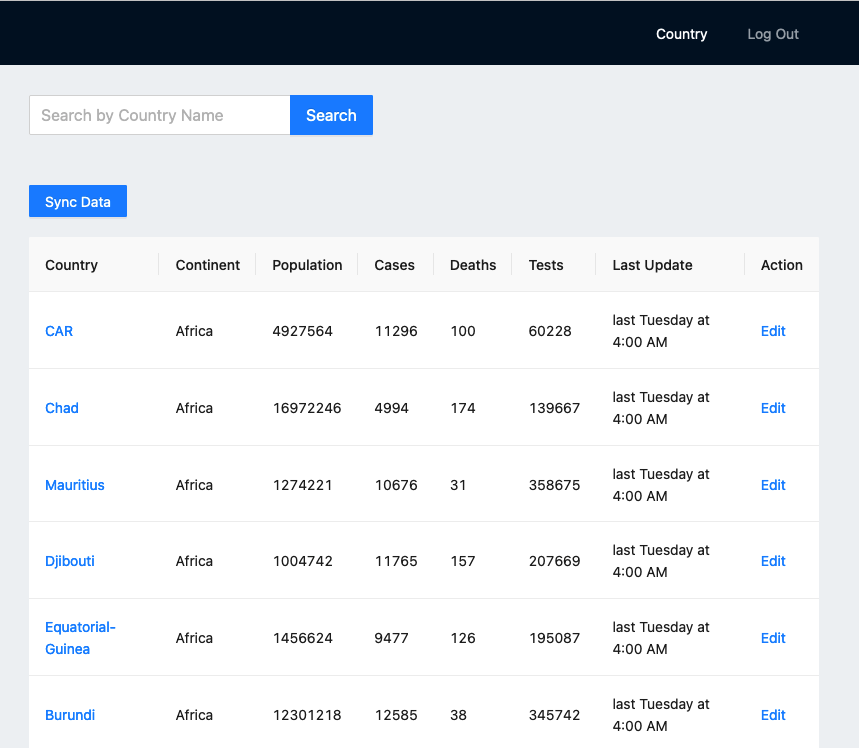 Country Log Out
Search by Country Name Search
Sync Data
Country Continent Population Cases Deaths Tests Last Update Action
CAR Africa 4927564 11296 100 60228 last Tuesday at 4:00 AM Edit
Chad Africa 16972246 4994 174 139667 last Tuesday at 4:00 AM Edit
Mauritius Africa 1274221 10676 31 358675 last Tuesday at 4:00 AM Edit
Djibouti Africa 1004742 11765 157 207669 last Tuesday at 4:00 AM Edit
Equatorial-Guinea Africa 1456624 9477 126 195087 last Tuesday at 4:00 AM Edit
Burundi Africa 12301218 12585 38 345742 last Tuesday at 4:00 AM Edit